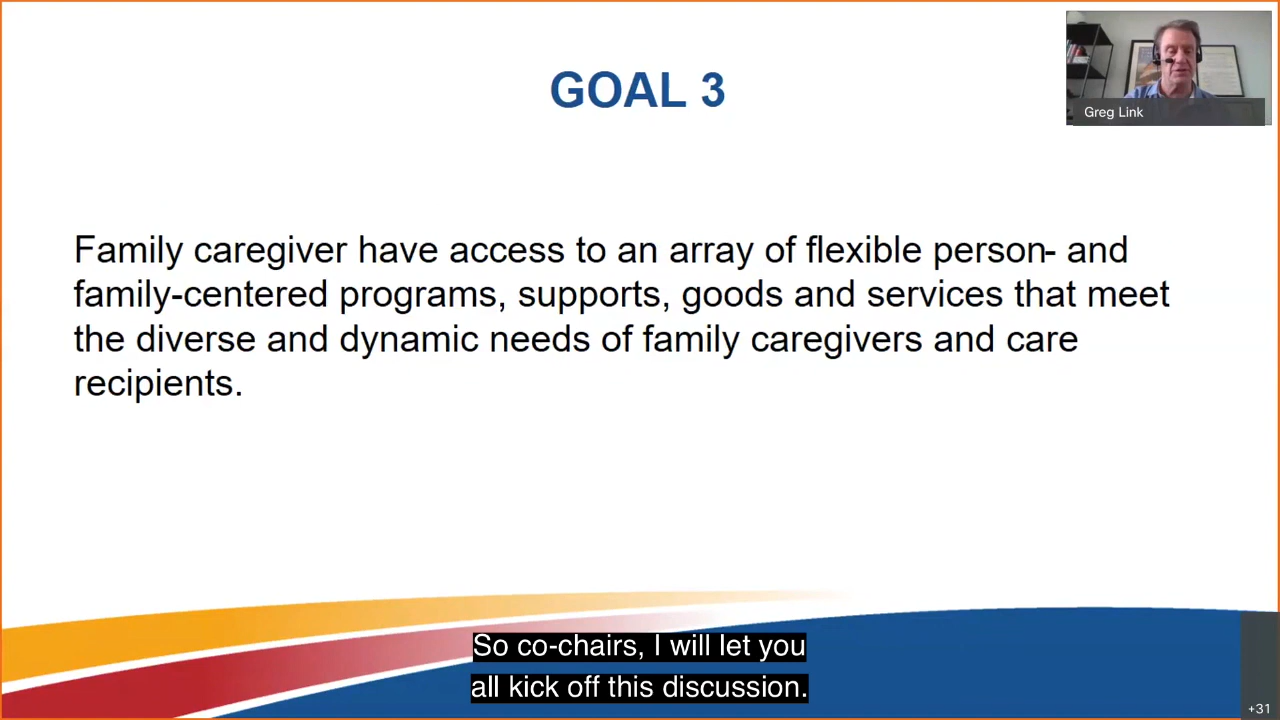 GOAL 3
Greg Link
Family caregiver have access to an array of flexible person- and
family-centered programs, supports, goods and services that meet
the diverse and dynamic needs of family caregivers and care
recipients.
So co-chairs, I will let you
all kick off this discussion.
+31